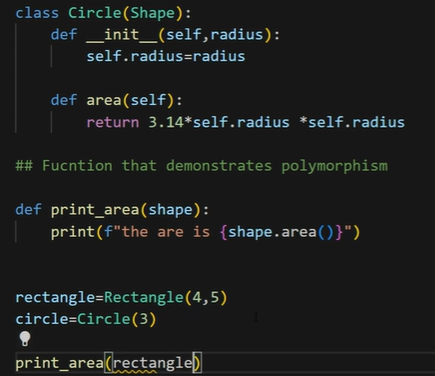 class Circle(Shape):
    def __init__(self,radius):
        self.radius=radius

    def area(self):
        return 3.14*self.radius *self.radius

## Fucntion that demonstrates polymorphism

def print_area(shape):
    print(f"the are is {shape.area()}")

rectangle=Rectangle(4,5)
circle=Circle(3)

print_area(rectangle)